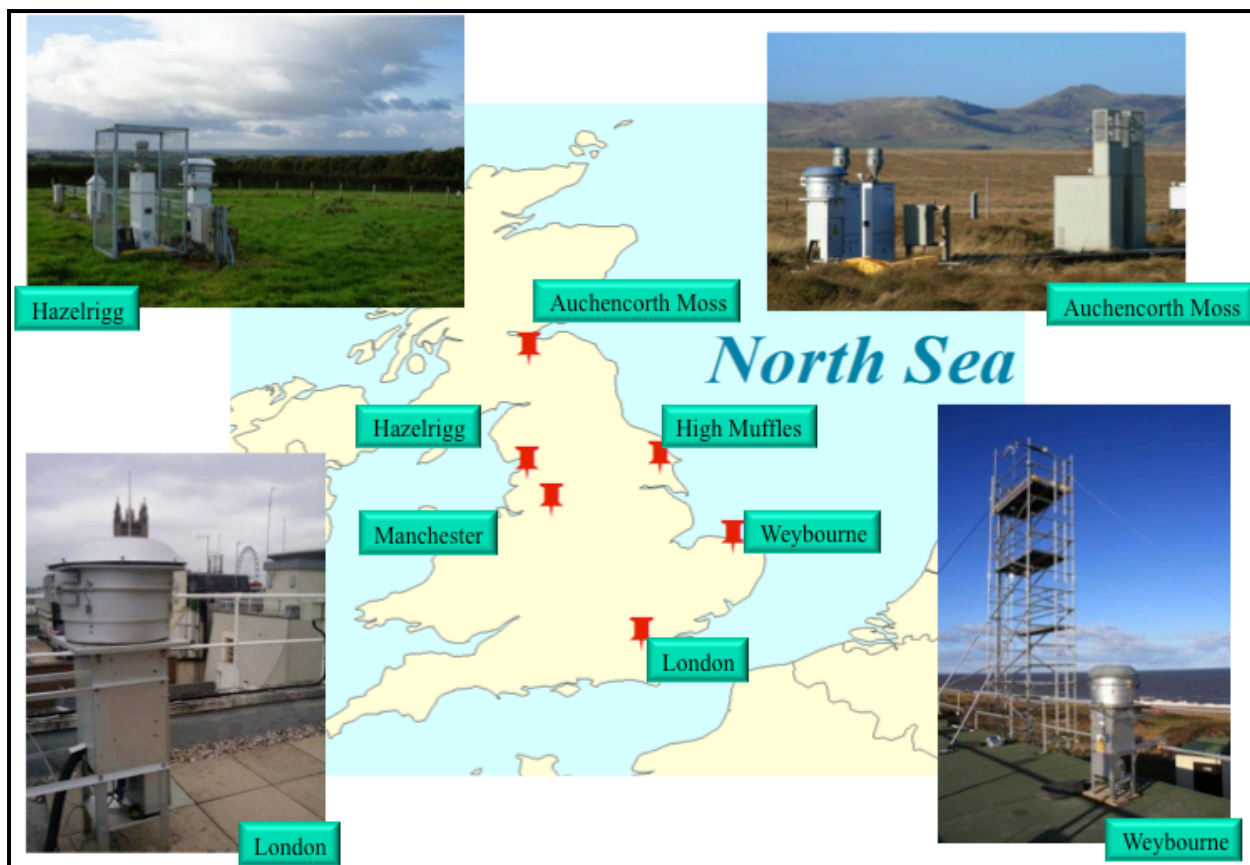 Hazelrigg
Auchencorth Moss
Auchencorth Moss
North Sea
Hazelrigg
High Muffles
Manchester
Weybourne
London
London
Weybourne